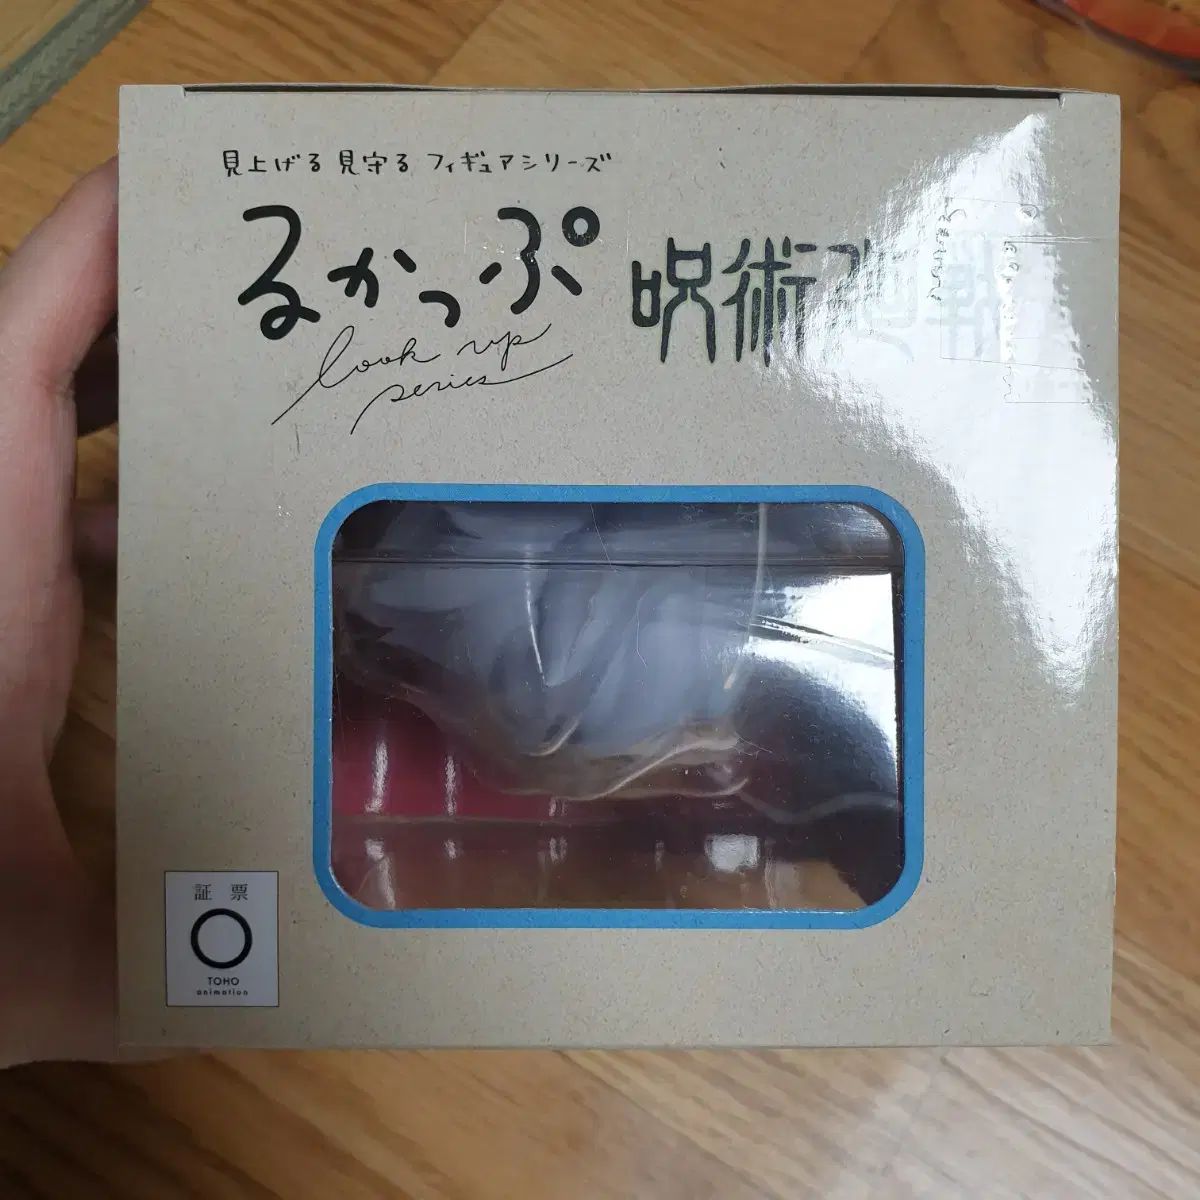 見上げる 見守る フィギュアシリーズ
るかっぷ
look up
series
呪術
証 票
TOHO
animation